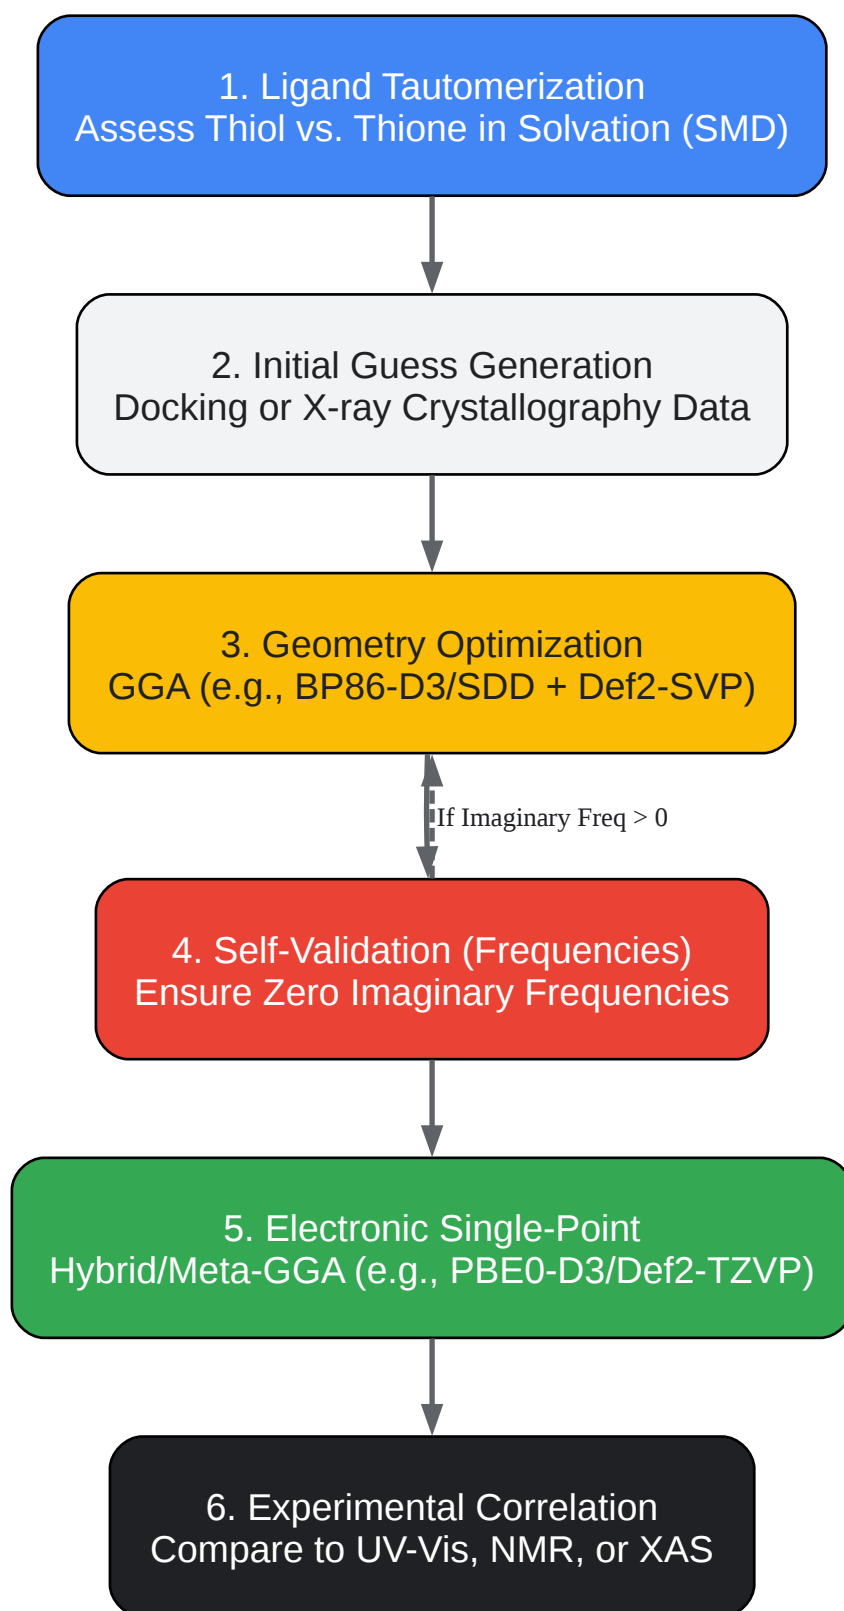 1. Ligand Tautomerization
Assess Thiol vs. Thione in Solvation (SMD)
2. Initial Guess Generation
Docking or X-ray Crystallography Data
3. Geometry Optimization
GGA (e.g., BP86-D3/SDD + Def2-SVP)
If Imaginary Freq > 0
4. Self-Validation (Frequencies)
Ensure Zero Imaginary Frequencies
5. Electronic Single-Point
Hybrid/Meta-GGA (e.g., PBE0-D3/Def2-TZVP)
6. Experimental Correlation
Compare to UV-Vis, NMR, or XAS